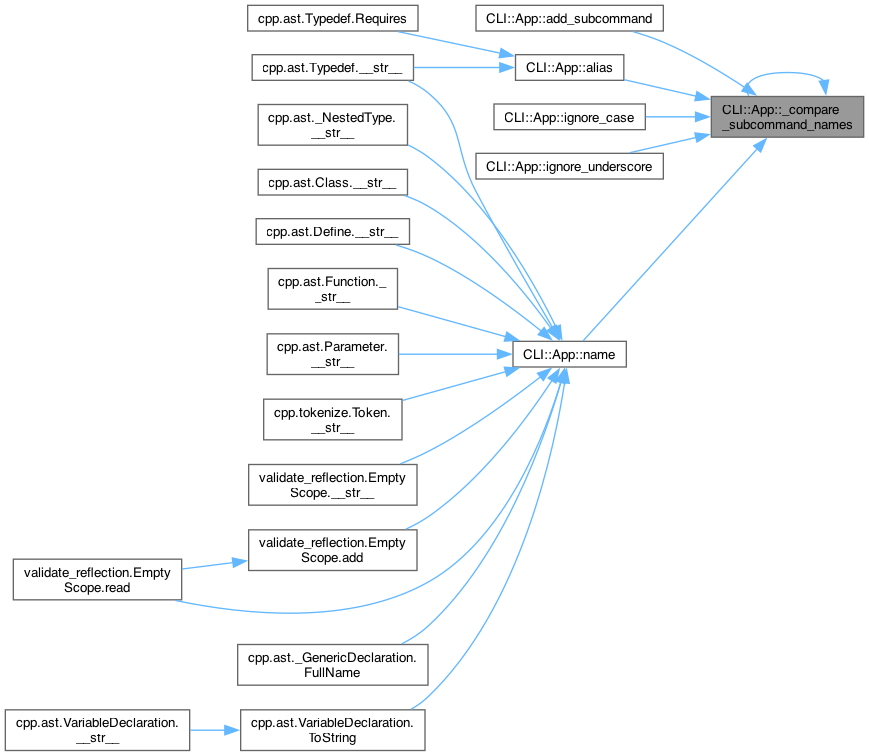 cpp.ast.Typedef.Requires
CLI::App::add_subcommand
cpp.ast.Typedef.__str__
CLI::App::alias
CLI::App::_compare
_subcommand_names
cpp.ast._NestedType.
__str__
CLI::App::ignore_case
CLI::App::ignore_underscore
cpp.ast.Class.__str__
cpp.ast.Define.__str__
cpp.ast.Function._
_str__
cpp.ast.Parameter.
__str__
CLI::App::name
cpp.tokenize.Token.
__str__
validate_reflection.Empty
Scope.__str__
validate_reflection.Empty
Scope.add
validate_reflection.Empty
Scope.read
cpp.ast._GenericDeclaration.
FullName
cpp.ast.VariableDeclaration.
__str__
cpp.ast.VariableDeclaration.
ToString